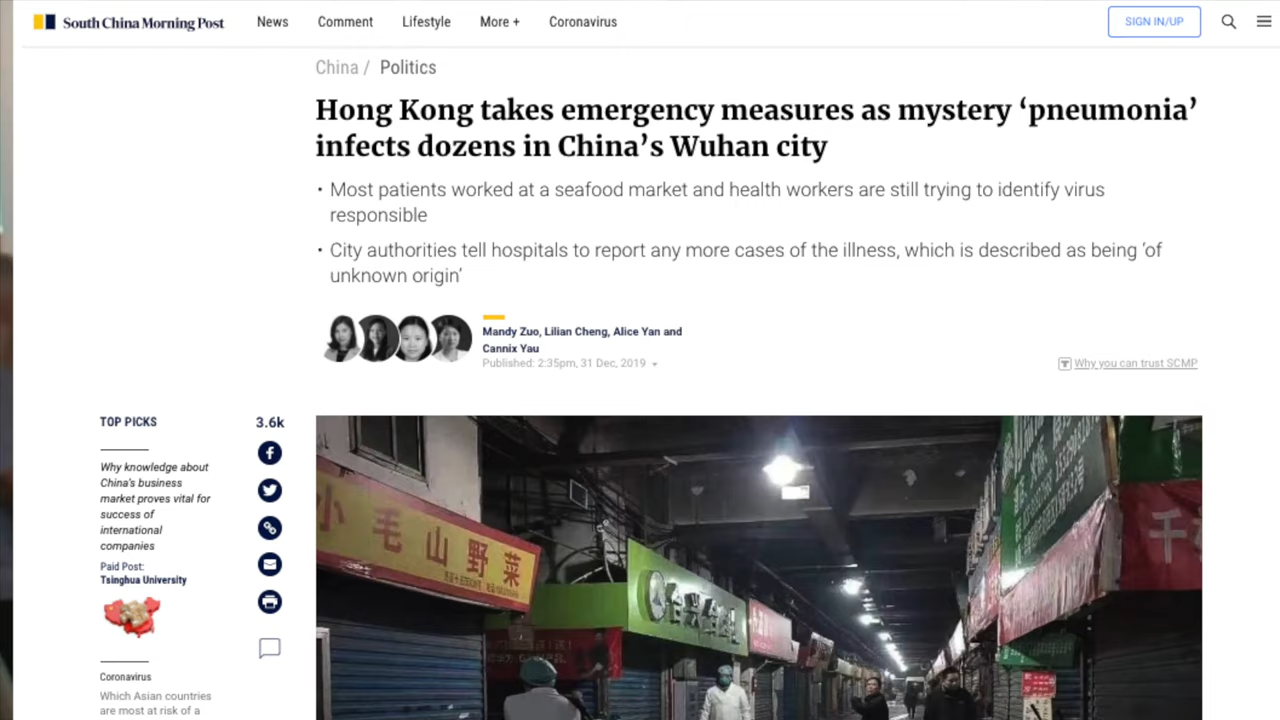 South China Morning Post
News
Comment
Lifestyle
More +
Coronavirus
SIGN IN/UP
China / Politics
Hong Kong takes emergency measures as mystery ‘pneumonia’
infects dozens in China’s Wuhan city
• Most patients worked at a seafood market and health workers are still trying to identify virus
responsible
• City authorities tell hospitals to report any more cases of the illness, which is described as being ‘of
unknown origin’
Mandy Zuo, Lilian Cheng, Alice Yan and
Cannix Yau
Published: 2:35pm, 31 Dec, 2019
Why you can trust SCMP
TOP PICKS
Why knowledge about
China’s business
market proves vital for
success of
international
companies
Paid Post:
Tsinghua University
Coronavirus
Which Asian countries
are most at risk of a
3.6k
小毛山野菜
千